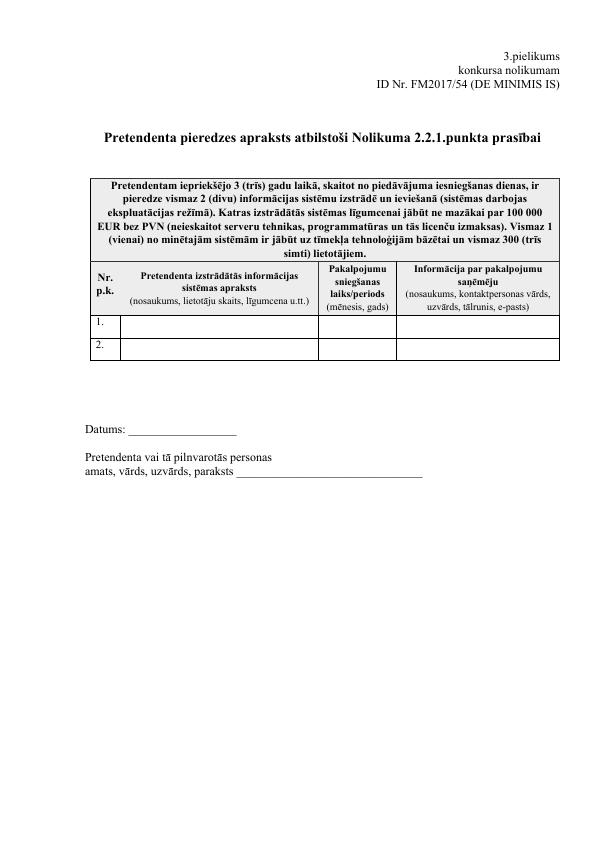 3.pielikums
konkursa nolikumam
ID Nr. FM2017/54 (DE MINIMIS IS)
Pretendenta pieredzes apraksts atbilstoši Nolikuma 2.2.1.punkta prasībai
Pretendentam iepriekšējo 3 (trīs) gadu laikā, skaitot no piedāvājuma iesniegšanas dienas, ir
pieredze vismaz 2 (divu) informācijas sistēmu izstrādē un ieviešanā (sistēmas darbojas
ekspluatācijas režīmā). Katras izstrādātās sistēmas līgumcenai jābūt ne mazākai par 100 000
EUR bez PVN (neieskaitot serveru tehnikas, programmatūras un tās licenču izmaksas). Vismaz 1
(vienai) no minētajām sistēmām ir jābūt uz tīmekļa tehnoloģijām bāzētai un vismaz 300 (trīs
simti) lietotājiem.
Nr.
p.k.
Pretendenta izstrādātās informācijas
sistēmas apraksts
(nosaukums, lietotāju skaits, līgumcena u.tt.)
Pakalpojumu
sniegšanas
laiks/periods
(mēnesis, gads)
Informācija par pakalpojumu
saņēmēju
(nosaukums, kontaktpersonas vārds,
uzvārds, tālrunis, e-pasts)
1.
2.
Datums: __________________
Pretendenta vai tā pilnvarotās personas
amats, vārds, uzvārds, paraksts _______________________________